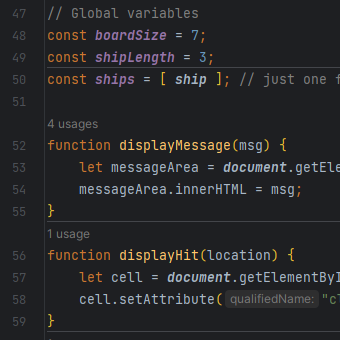 47 // Global variables
48 const boardSize = 7;
49 const shipLength = 3;
50 const ships = [ ship ]; // just one
51
4 usages
52 function displayMessage(msg) {
53 let messageArea = document.getEle
54 messageArea.innerHTML = msg;
55 }
1 usage
56 function displayHit(location) {
57 let cell = document.getElementByI
58 cell.setAttribute( qualifiedName: "cl
59 }